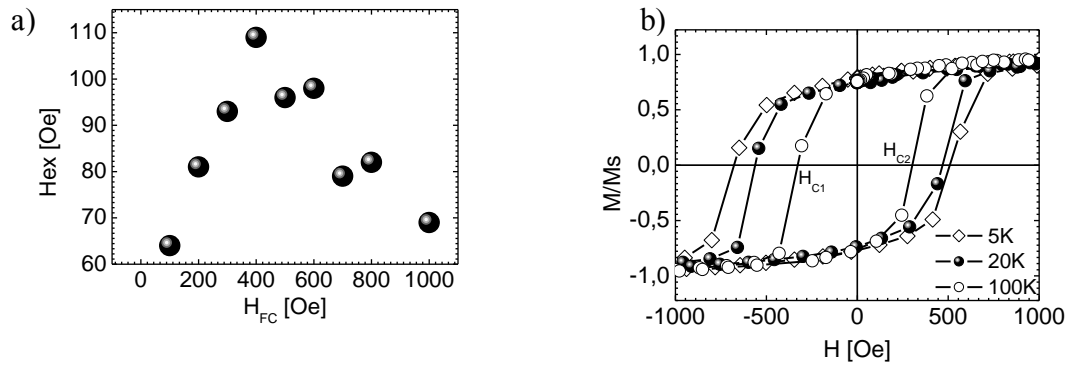 a)
110
100
90
80
70
60
Hex [Oe]
0 200 400 600 800 1000
H_FC [Oe]
b)
1,0
0,5
0,0
-0,5
-1,0
M/Ms
H_C2
H_C1
5K
20K
100K
-1000 -500 0 500 1000
H [Oe]